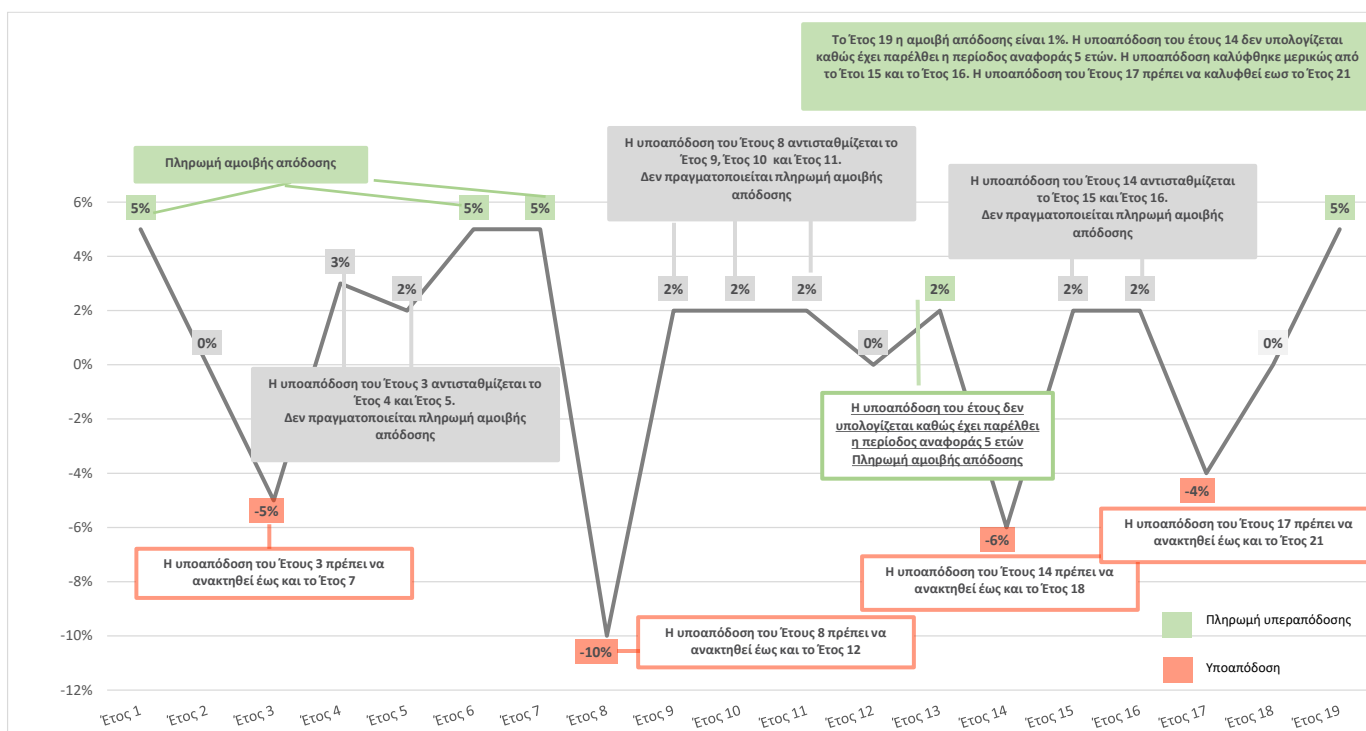 Το Έτος 19 η αμοιβή απόδοσης είναι 1%. Η υποαπόδοση του έτους 14 δεν υπολογίζεται
καθώς έχει παρέλθει η περίοδος αναφοράς 5 ετών. Η υποαπόδοση καλύφθηκε μερικώς από
το Έτοι 15 και το Έτος 16. Η υποαπόδοση του Έτους 17 πρέπει να καλυφθεί εωσ το Έτος 21
Πληρωμή αμοιβής απόδοσης
Η υποαπόδοση του Έτους 8 αντισταθμίζεται το
Έτος 9, Έτος 10 και Έτος 11.
Δεν πραγματοποιείται πληρωμή αμοιβής
απόδοσης
Η υποαπόδοση του Έτους 14 αντισταθμίζεται
το Έτος 15 και Έτος 16.
Δεν πραγματοποιείται πληρωμή αμοιβής
απόδοσης
6%
4%
2%
0%
-2%
-4%
-6%
-8%
-10%
-12%
5%
0%
-5%
3%
2%
5%
5%
-10%
2%
2%
2%
0%
2%
-6%
2%
2%
-4%
0%
5%
Η υποαπόδοση του Έτους 3 αντισταθμίζεται το
Έτος 4 και Έτος 5.
Δεν πραγματοποιείται πληρωμή αμοιβής
απόδοσης
Η υποαπόδοση του έτους δεν
υπολογίζεται καθώς έχει παρέλθει
η περίοδος αναφοράς 5 ετών
Πληρωμή αμοιβής απόδοσης
Η υποαπόδοση του Έτους 3 πρέπει να
ανακτηθεί έως και το Έτος 7
Η υποαπόδοση του Έτους 8 πρέπει να
ανακτηθεί έως και το Έτος 12
Η υποαπόδοση του Έτους 14 πρέπει να
ανακτηθεί έως και το Έτος 18
Η υποαπόδοση του Έτους 17 πρέπει να
ανακτηθεί έως και το Έτος 21
Πληρωμή υπεραπόδοσης
Υποαπόδοση
Έτος 1
Έτος 2
Έτος 3
Έτος 4
Έτος 5
Έτος 6
Έτος 7
Έτος 8
Έτος 9
Έτος 10
Έτος 11
Έτος 12
Έτος 13
Έτος 14
Έτος 15
Έτος 16
Έτος 17
Έτος 18
Έτος 19